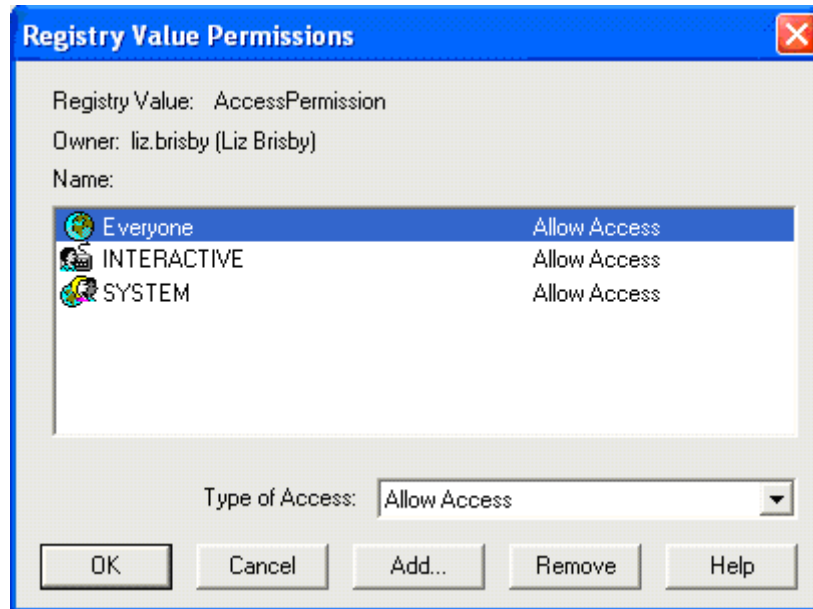 Registry Value Permissions
Registry Value: AccessPermission
Owner: liz.brisby (Liz Brisby)
Name:
Everyone Allow Access
INTERACTIVE Allow Access
SYSTEM Allow Access
Type of Access: Allow Access
OK Cancel Add... Remove Help